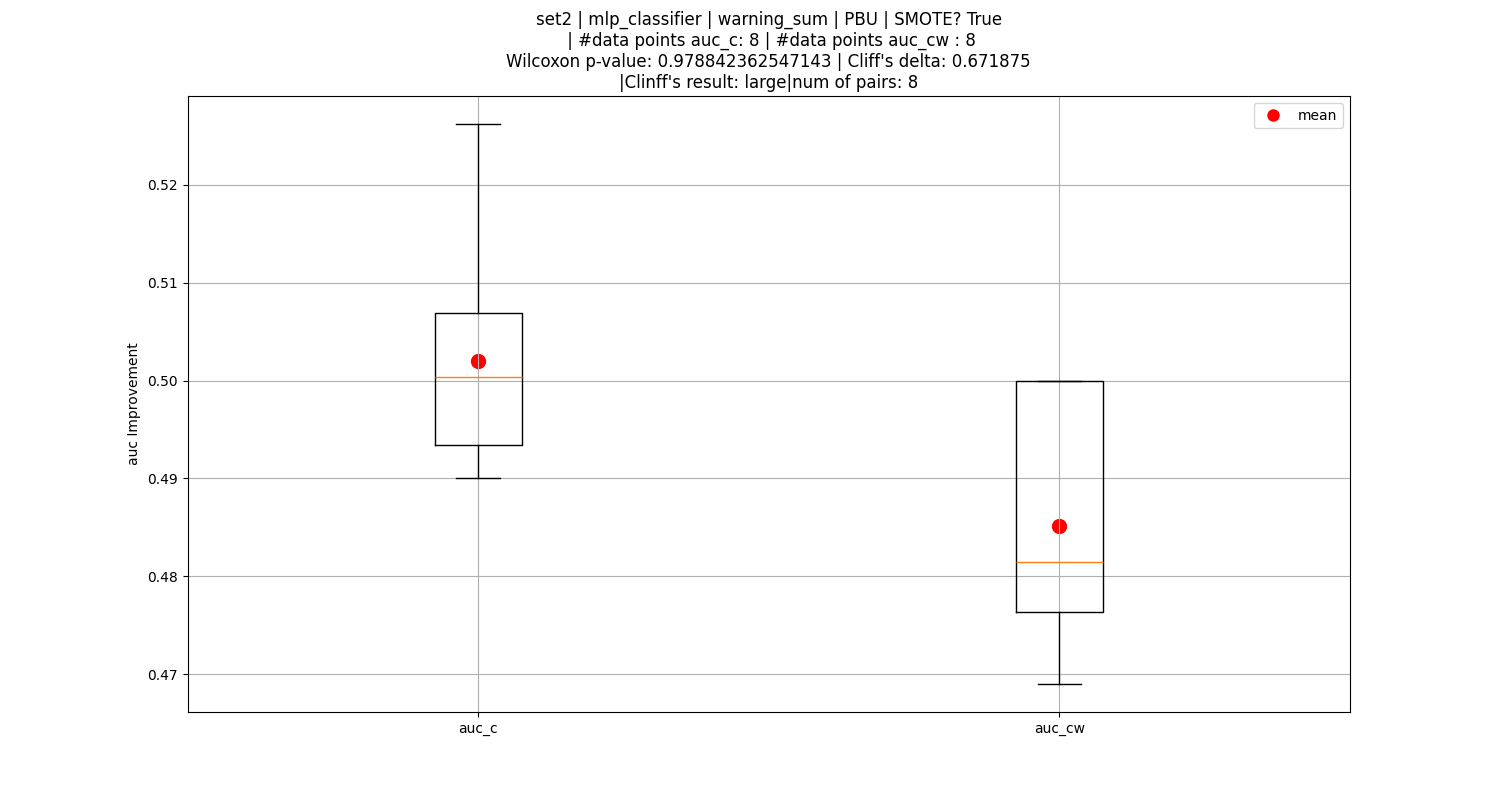 set2 | mlp_classifier | warning_sum | PBU | SMOTE? True
| #data points auc_c: 8 | #data points auc_cw : 8
Wilcoxon p-value: 0.978842362547143 | Cliff's delta: 0.671875
|Clinff's result: large|num of pairs: 8
mean
0.52
0.51
0.50
0.49
0.48
0.47
auc Improvement
auc_c
auc_cw